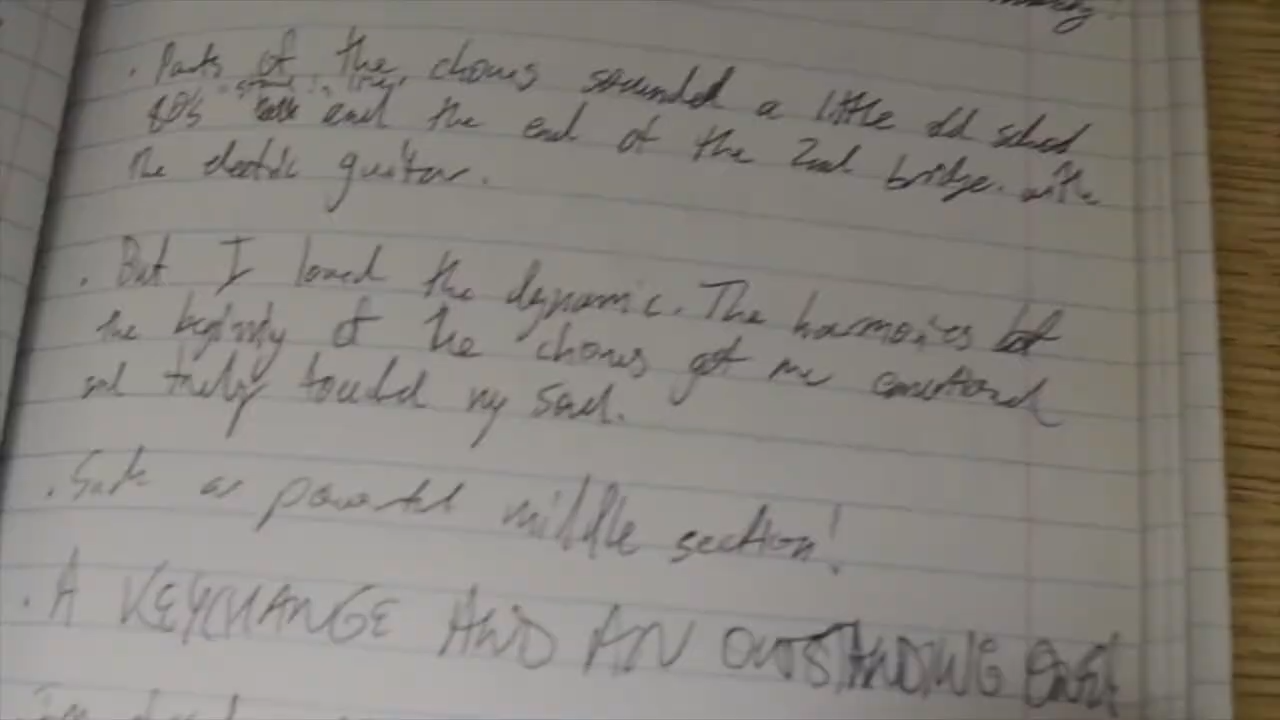 • Parts of the chorus sounded a little old school
80's and the end of the 2nd bridge. with
the electric guitar.
• But I loved the dynamic. The harmonies at
the beginning of the chorus got me emotional
and truly touched my soul.
• Such a powerful middle section!
• A KEYCHANGE AND AN OUTSTANDING